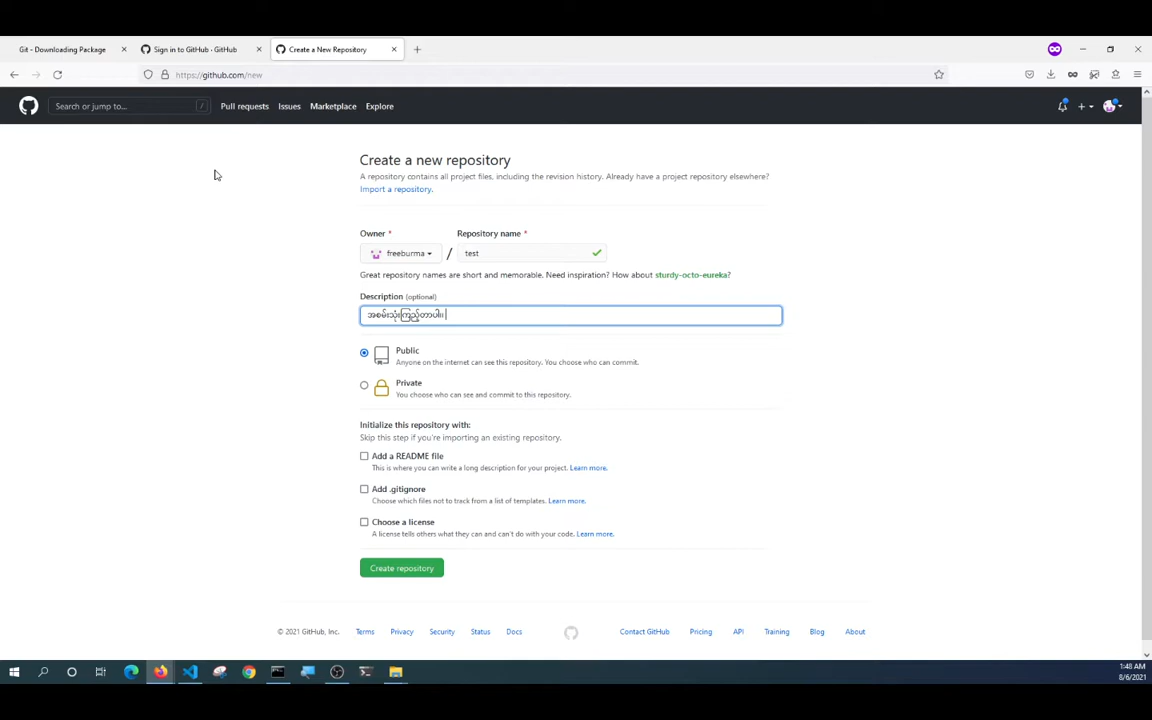 Git - Downloading Package
Sign in to GitHub · GitHub
Create a New Repository
https://github.com/new
Search or jump to...
/
Pull requests
Issues
Marketplace
Explore
Create a new repository
A repository contains all project files, including the revision history. Already have a project repository elsewhere?
Import a repository.
Owner *
Repository name *
freeburma
/
test
Great repository names are short and memorable. Need inspiration? How about sturdy-octo-eureka?
Description (optional)
အစမ်းသုံးကြည့်တာပါ။
Public
Anyone on the internet can see this repository. You choose who can commit.
Private
You choose who can see and commit to this repository.
Initialize this repository with:
Skip this step if you're importing an existing repository.
Add a README file
This is where you can write a long description for your project. Learn more.
Add .gitignore
Choose which files not to track from a list of templates. Learn more.
Choose a license
A license tells others what they can and can't do with your code. Learn more.
Create repository
© 2021 GitHub, Inc.
Terms
Privacy
Security
Status
Docs
Contact GitHub
Pricing
API
Training
Blog
About
1:48 AM
8/6/2021